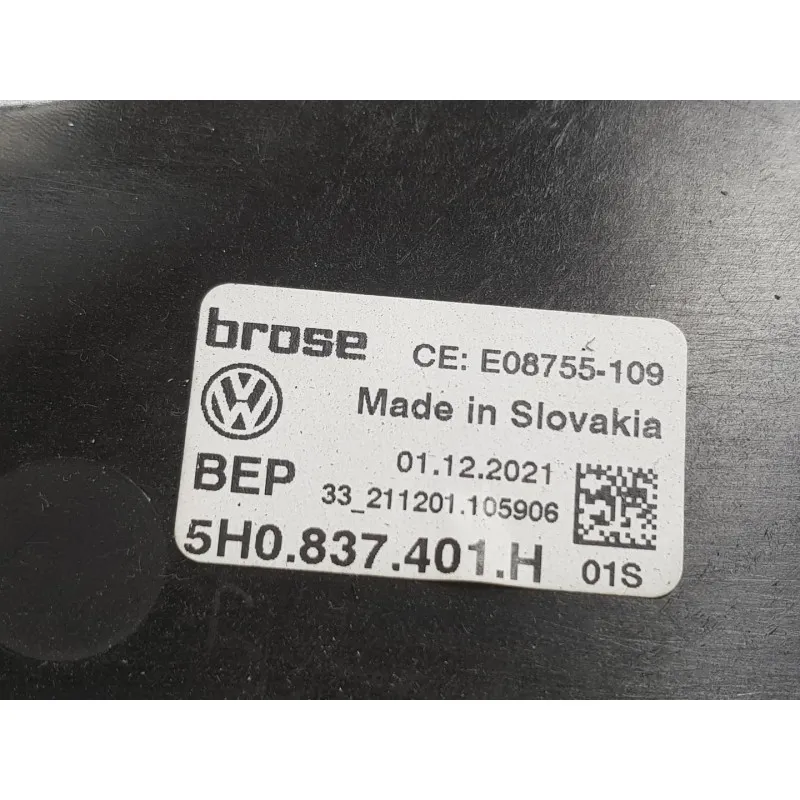 brose CE: E08755-109
Made in Slovakia
BEP 01.12.2021
33_211201.105906
5H0.837.401.H 01S